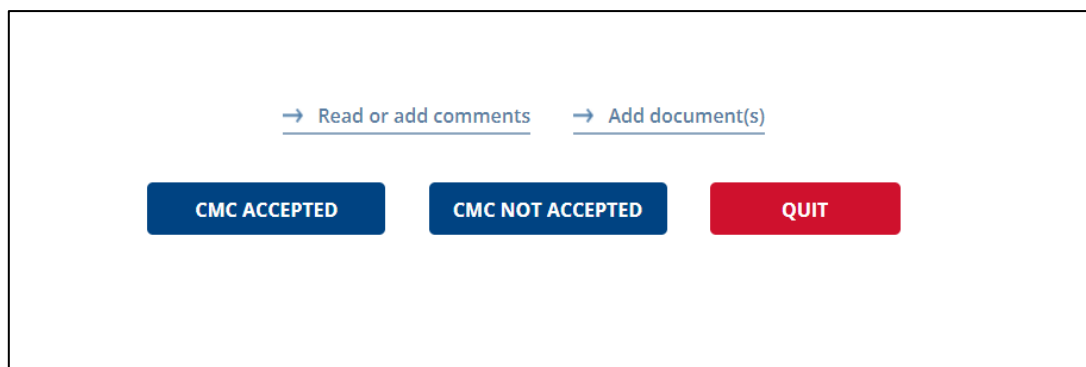 → Read or add comments → Add document(s)
CMC ACCEPTED CMC NOT ACCEPTED QUIT